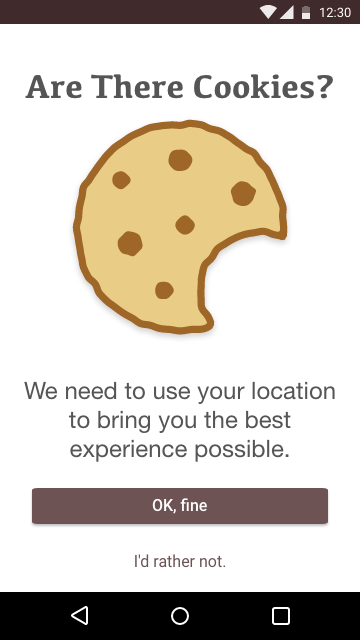 12:30
Are There Cookies?
We need to use your location
to bring you the best
experience possible.
OK, fine
I'd rather not.